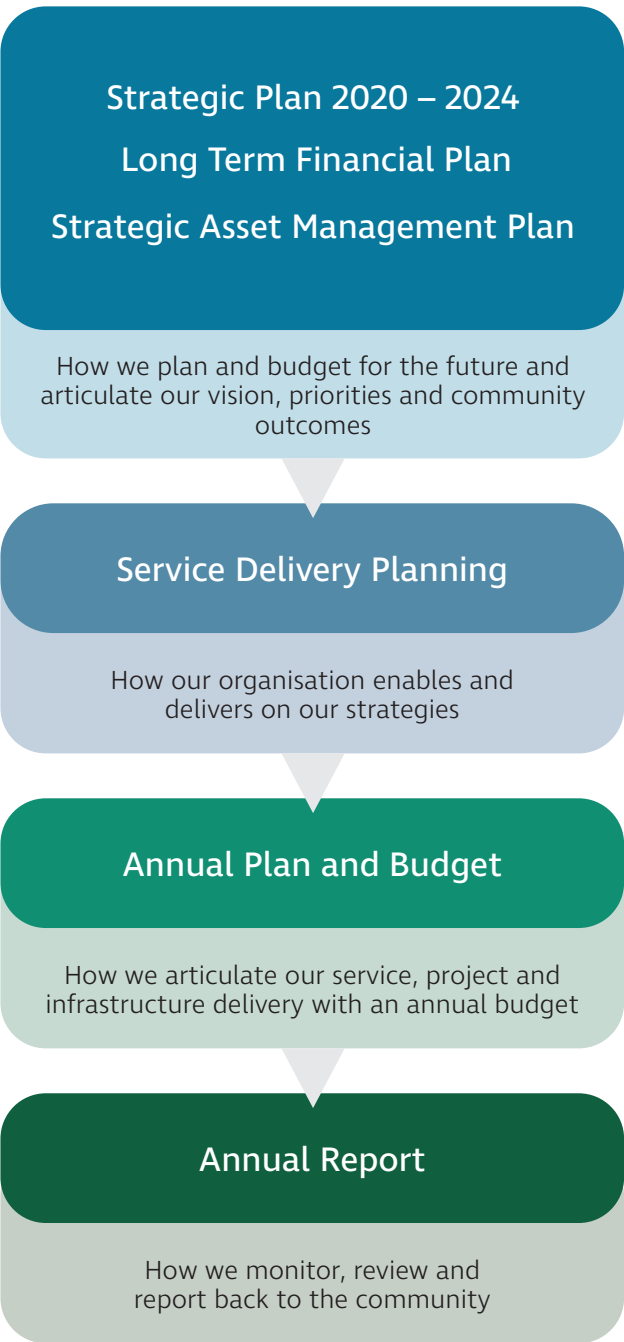 Strategic Plan 2020 – 2024
Long Term Financial Plan
Strategic Asset Management Plan
How we plan and budget for the future and
articulate our vision, priorities and community
outcomes
Service Delivery Planning
How our organisation enables and
delivers on our strategies
Annual Plan and Budget
How we articulate our service, project and
infrastructure delivery with an annual budget
Annual Report
How we monitor, review and
report back to the community